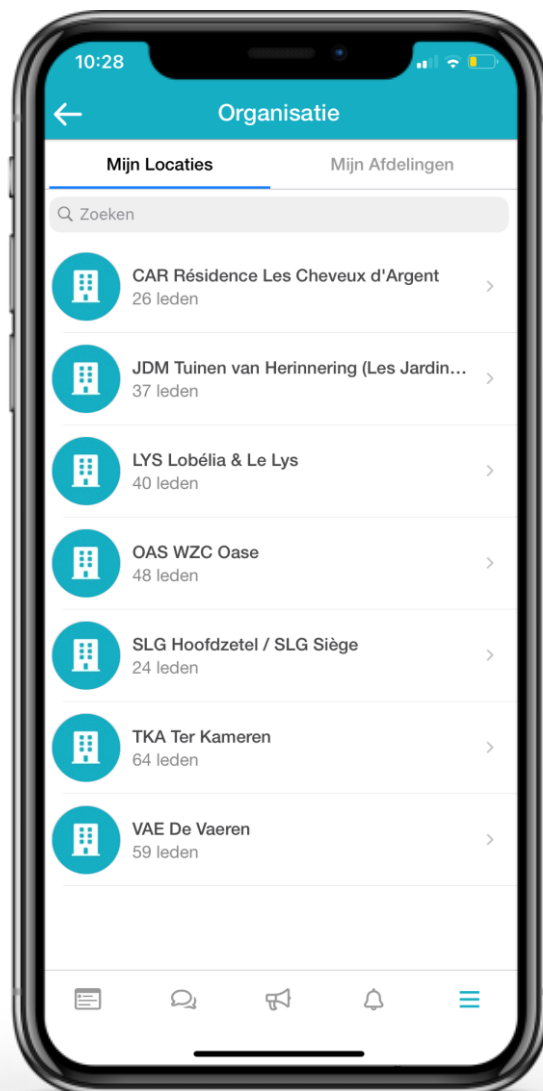 10:28
Organisatie
Mijn Locaties
Mijn Afdelingen
Zoeken
CAR Résidence Les Cheveux d'Argent
26 leden
JDM Tuinen van Herinnering (Les Jardin...
37 leden
LYS Lobélia & Le Lys
40 leden
OAS WZC Oase
48 leden
SLG Hoofdzetel / SLG Siège
24 leden
TKA Ter Kameren
64 leden
VAE De Vaeren
59 leden